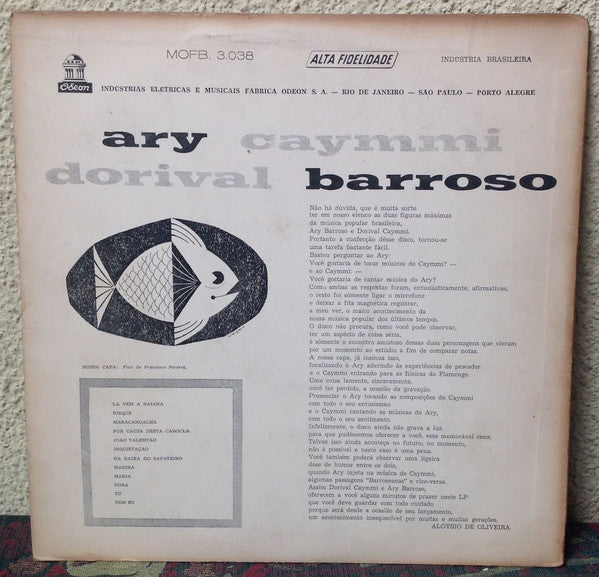 MOFB. 3.038
ALTA FIDELIDADE
INDÚSTRIA BRASILEIRA
Odeon
INDÚSTRIAS ELÉTRICAS E MUSICAIS FÁBRICA ODEON S. A. — RIO DE JANEIRO — SÃO PAULO — PORTO ALEGRE
ary caymmi
dorival barroso
Não há dúvida, que é muita sorte
ter em nosso elenco as duas figuras máximas
da música popular brasileira,
Ary Barroso e Dorival Caymmi.
Portanto a confecção dêsse disco, tornou-se
uma tarefa bastante fácil.
Bastou perguntar ao Ary:
Você gostaria de tocar músicas de Caymmi? —
e ao Caymmi: —
Você gostaria de cantar música do Ary?
Como ambas as respostas foram, entusiàsticamente, afirmativas,
o resto foi sòmente ligar o microfone
e deixar a fita magnética registrar,
a meu ver, o maior acontecimento da
nossa música popular dos últimos tempos.
O disco não procura, como você pode observar,
ter um aspecto de coisa séria,
é sòmente o encontro amistoso dessas duas personagens que vieram
por um momento ao estúdio a fim de comparar notas.
A nossa capa, já insinua isso,
focalizando o Ary aderindo às experiências de pescador
e o Caymmi entrando para as fileiras do Flamengo.
Uma coisa lamento, sinceramente,
você ter perdido, a ocasião da gravação.
Presenciar o Ary tocando as composições de Caymmi
com todo o seu entusiasmo
e o Caymmi cantando as músicas do Ary,
com todo o seu sentimento.
Infelizmente, o disco ainda não grava a luz
para que pudéssemos oferecer a você, essa memorável cena.
Talvez isso ainda aconteça no futuro, no momento,
não é possível e neste caso é uma pena.
Você também poderá observar uma ligeira
dose de humor entre os dois,
quando Ary injeta na música de Caymmi,
algumas passagens "Barroseanas" e vice-versa.
Assim Dorival Caymmi e Ary Barroso,
oferecem a você alguns minutos de prazer neste LP
que você deve guardar com todo cuidado
porque será desde a ocasião de seu lançamento,
um acontecimento inesquecível por muitas e muitas gerações.
ALOYSIO DE OLIVEIRA
NOSSA CAPA: Foto de Francisco Pereira.
LÁ VEM A BAIANA
RISQUE
MARACANGALHA
POR CAUSA DESTA CABOCLA
JOÃO VALENTÃO
INQUIETAÇÃO
NA BAIXA DO SAPATEIRO
MARINA
MARIA
DORA
TU
NEM EU